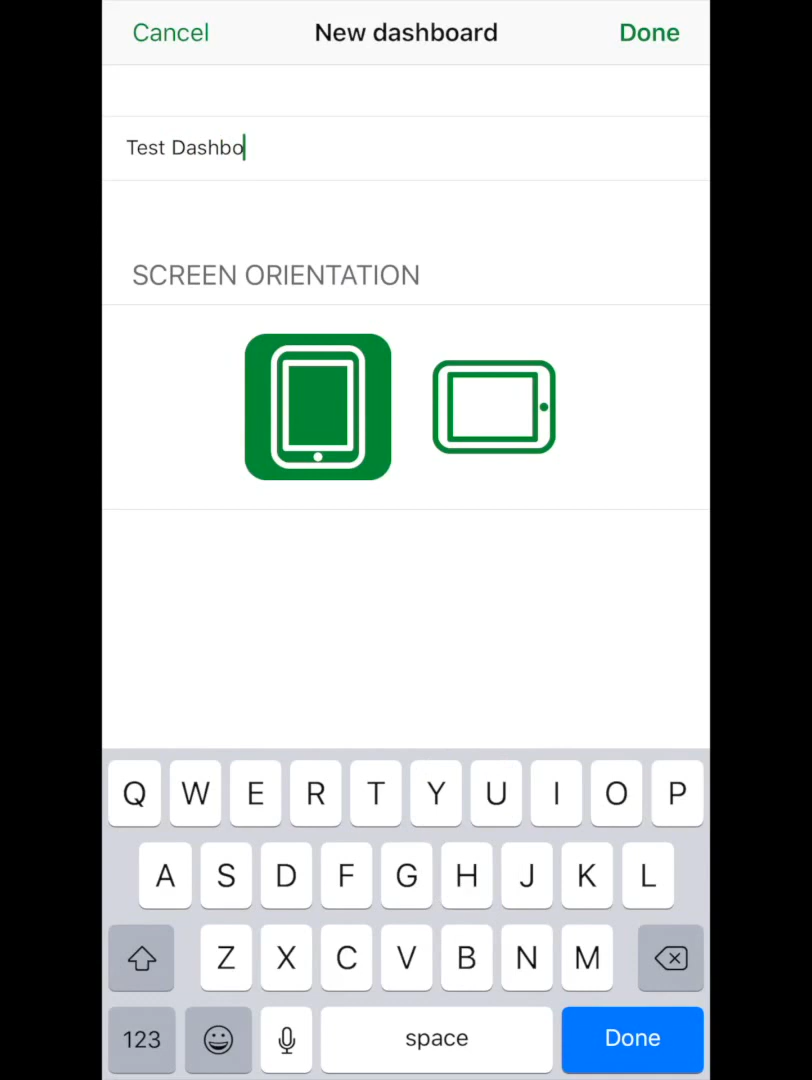 Cancel New dashboard Done
Test Dashbo
SCREEN ORIENTATION
Q W E R T Y U I O P
A S D F G H J K L
Z X C V B N M
123 space Done